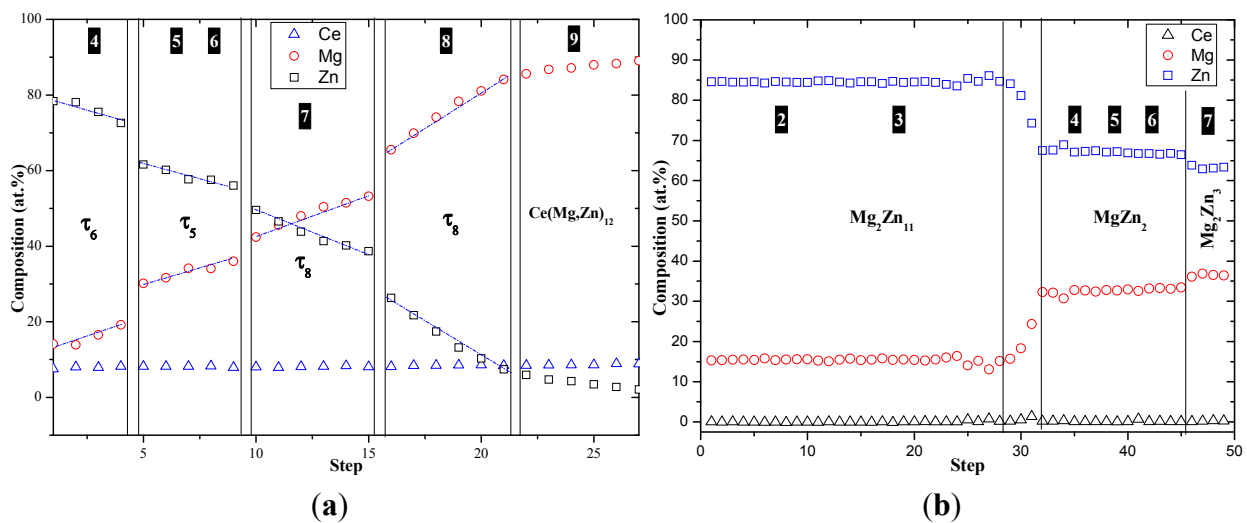 100
80
60
40
20
0
Composition (at.%)
4
5 6
7
8
9
Ce
Mg
Zn
τ6
τ5
τ8
τ8
Ce(Mg,Zn)12
5 10 15 20 25
Step
(a)
100
90
80
70
60
50
40
30
20
10
0
Composition (at.%)
Ce
Mg
Zn
2 3
4 5 6
7
Mg2Zn11
MgZn2
Mg2Zn3
0 10 20 30 40 50
Step
(b)